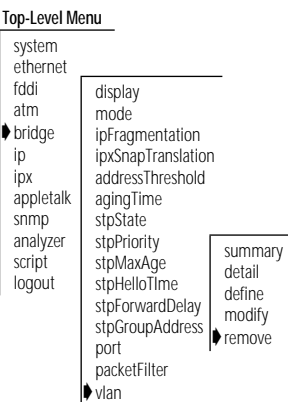 Top-Level Menu
system
ethernet
fddi
atm
bridge
ip
ipx
appletalk
snmp
analyzer
script
logout
display
mode
ipFragmentation
ipxSnapTranslation
addressThreshold
agingTime
stpState
stpPriority
stpMaxAge
stpHelloTIme
stpForwardDelay
stpGroupAddress
port
packetFilter
vlan
summary
detail
define
modify
remove